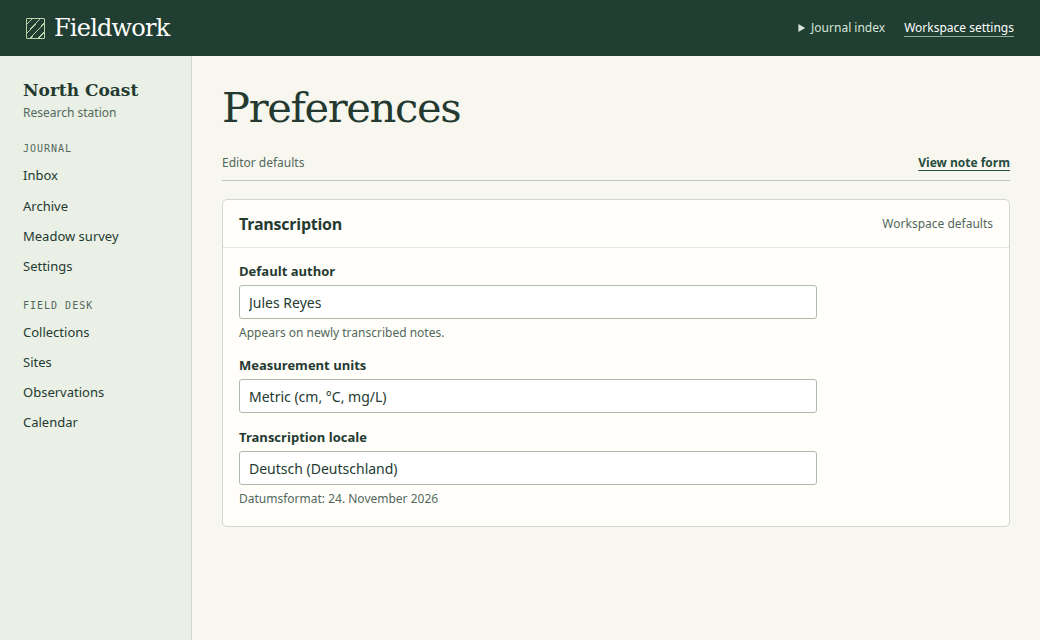 Fieldwork
Journal index
Workspace settings
North Coast
Research station
JOURNAL
Inbox
Archive
Meadow survey
Settings
FIELD DESK
Collections
Sites
Observations
Calendar
Preferences
Editor defaults
View note form
Transcription
Workspace defaults
Default author
Jules Reyes
Appears on newly transcribed notes.
Measurement units
Metric (cm, °C, mg/L)
Transcription locale
Deutsch (Deutschland)
Datumsformat: 24. November 2026